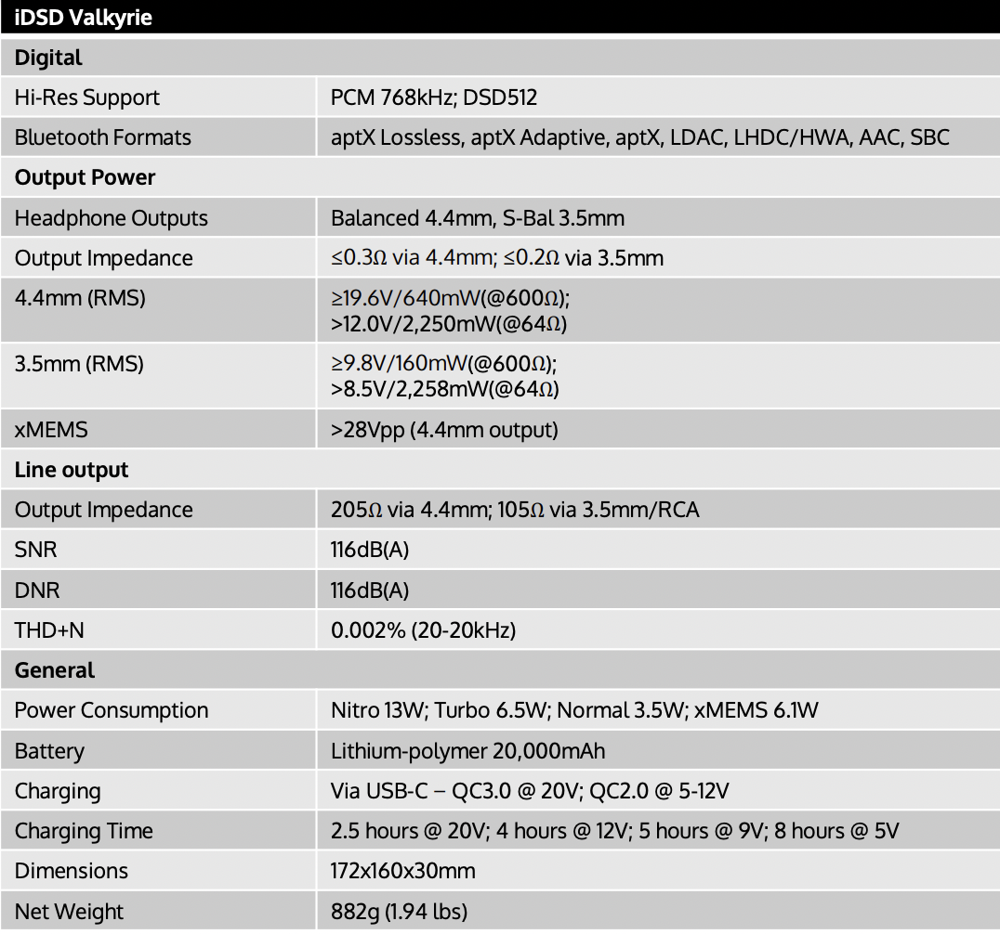 iDSD Valkyrie
Digital
Hi-Res Support PCM 768kHz; DSD512
Bluetooth Formats aptX Lossless, aptX Adaptive, aptX, LDAC, LHDC/HWA, AAC, SBC
Output Power
Headphone Outputs Balanced 4.4mm, S-Bal 3.5mm
Output Impedance ≤0.3Ω via 4.4mm; ≤0.2Ω via 3.5mm
4.4mm (RMS) ≥19.6V/640mW(@600Ω);
>12.0V/2,250mW(@64Ω)
3.5mm (RMS) ≥9.8V/160mW(@600Ω);
>8.5V/2,258mW(@64Ω)
xMEMS >28Vpp (4.4mm output)
Line output
Output Impedance 205Ω via 4.4mm; 105Ω via 3.5mm/RCA
SNR 116dB(A)
DNR 116dB(A)
THD+N 0.002% (20-20kHz)
General
Power Consumption Nitro 13W; Turbo 6.5W; Normal 3.5W; xMEMS 6.1W
Battery Lithium-polymer 20,000mAh
Charging Via USB-C – QC3.0 @ 20V; QC2.0 @ 5-12V
Charging Time 2.5 hours @ 20V; 4 hours @ 12V; 5 hours @ 9V; 8 hours @ 5V
Dimensions 172x160x30mm
Net Weight 882g (1.94 lbs)